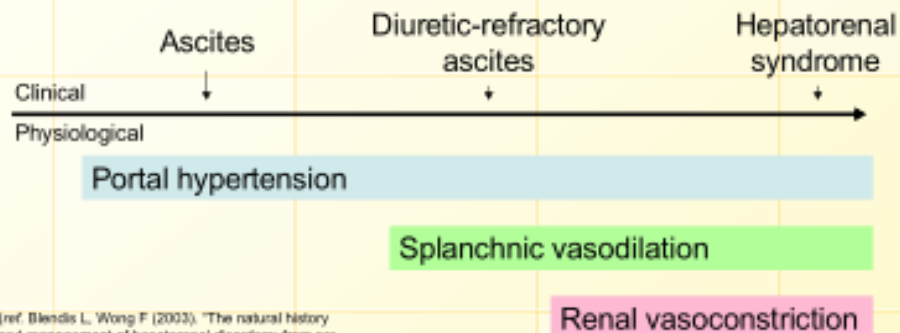 Ascites
Diuretic-refractory
ascites
Hepatorenal
syndrome
Clinical
Physiological
Portal hypertension
Splanchnic vasodilation
Renal vasoconstriction
(ref. Blendis L, Wong F (2003). "The natural history